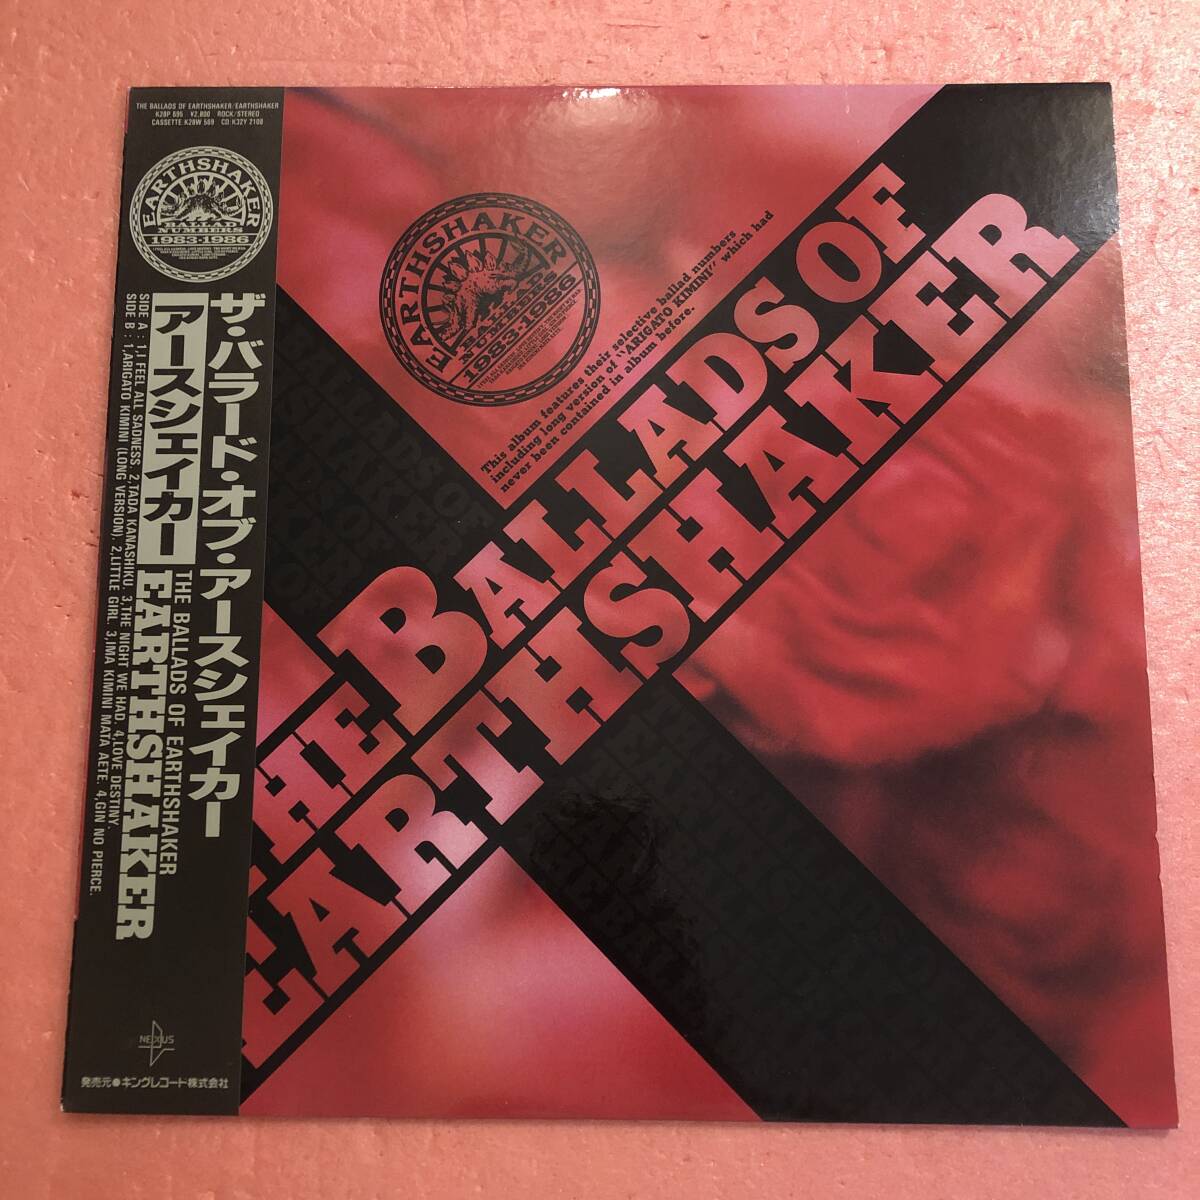 THE BALLADS OF EARTHSHAKER/EARTHSHAKER
K28P 695 ¥2,800 ROCK/STEREO
CASSETTE K28W 569 CD K32Y 2108
EARTHSHAKER
BALLAD
NUMBERS
1983-1986
ザ・バラード・オブ・アースシェイカー
アースシェイカー
THE BALLADS OF EARTHSHAKER
EARTHSHAKER
SIDE A : 1,I FEEL ALL SADNESS. 2,TADA KANASHIKU. 3,THE NIGHT WE HAD. 4,LOVE DESTINY.
SIDE B : 1,ARIGATO KIMINI (LONG VERSION). 2,LITTLE GIRL. 3,IMA KIMINI MATA AETE. 4,GIN NO PIERCE.
NEXUS
発売元●キングレコード株式会社
EARTHSHAKER
BALLAD
NUMBERS
1983-1986
This album features their selective ballad numbers
including long version of "ARIGATO KIMINI" which had
never been contained in album before.
THE BALLADS OF
EARTHSHAKER